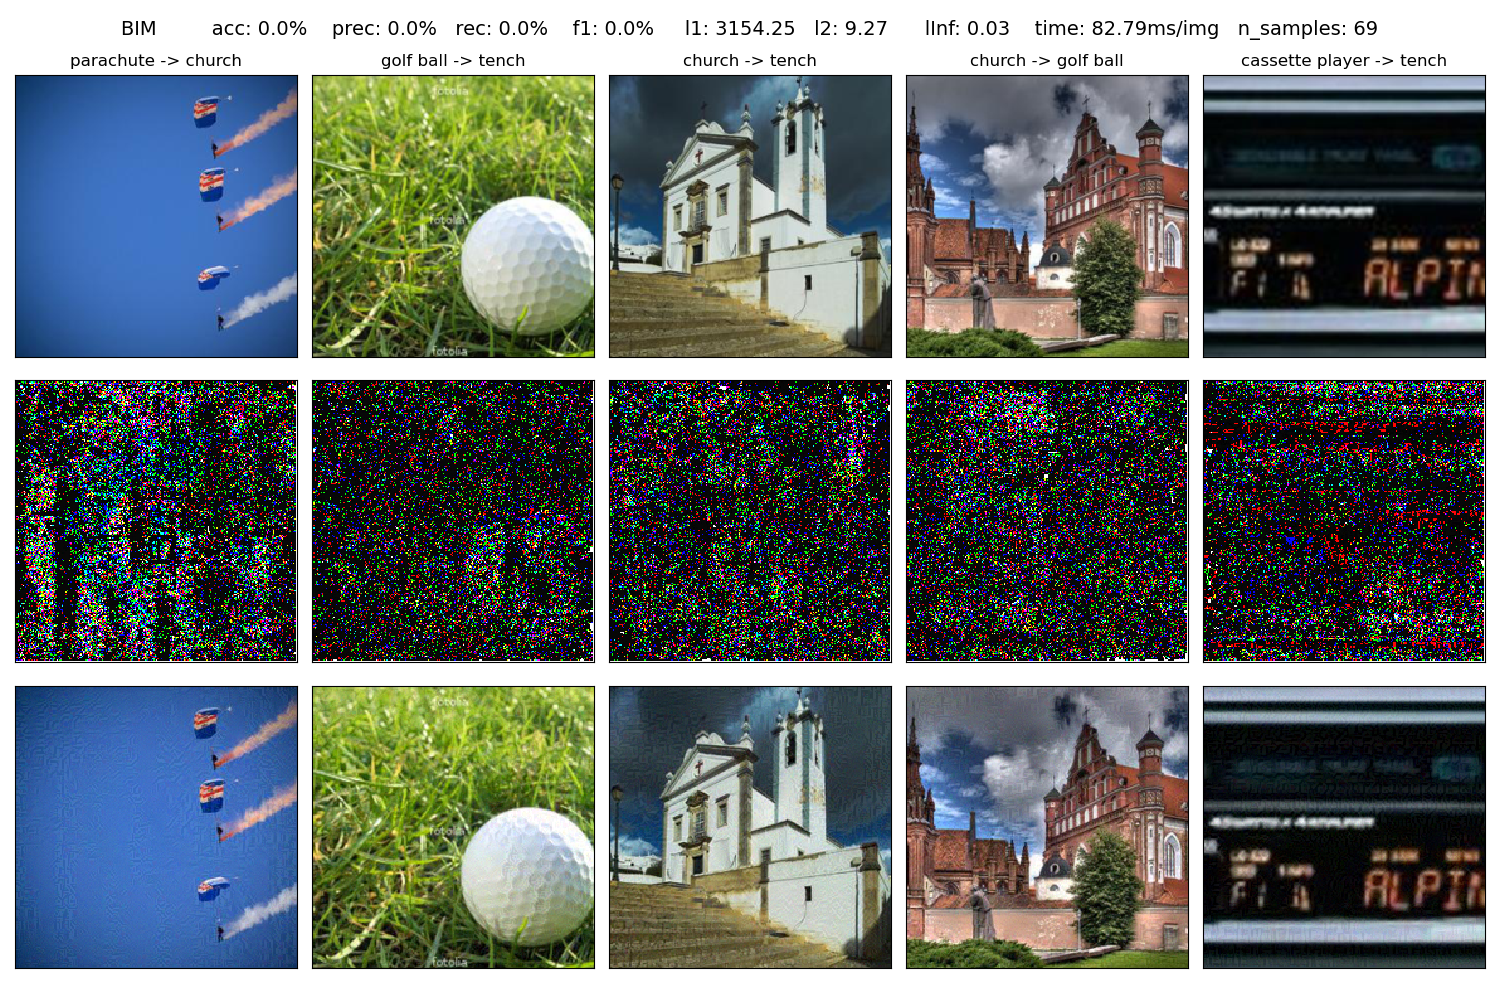 BIM acc: 0.0% prec: 0.0% rec: 0.0% f1: 0.0% l1: 3154.25 l2: 9.27 lInf: 0.03 time: 82.79ms/img n_samples: 69
parachute -> church
golf ball -> tench
church -> tench
church -> golf ball
cassette player -> tench
fotolia
fotolia
fotolia
ALPIN
fotolia
fotolia
fotolia
ALPIN